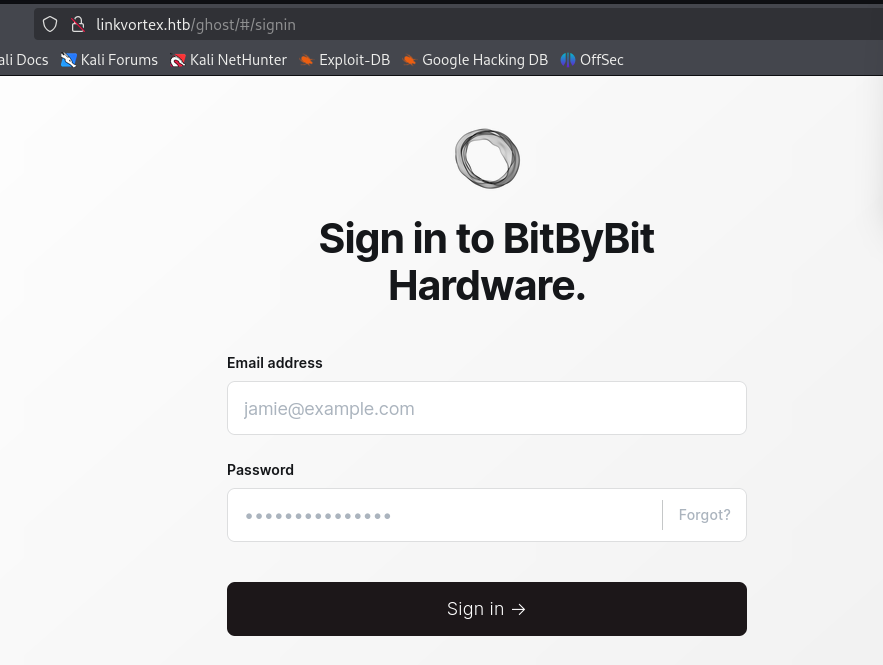 linkvortex.htb/ghost/#/signin
ali Docs Kali Forums Kali NetHunter Exploit-DB Google Hacking DB OffSec
Sign in to BitByBit
Hardware.
Email address
jamie@example.com
Password
••••••••••••••• Forgot?
Sign in →